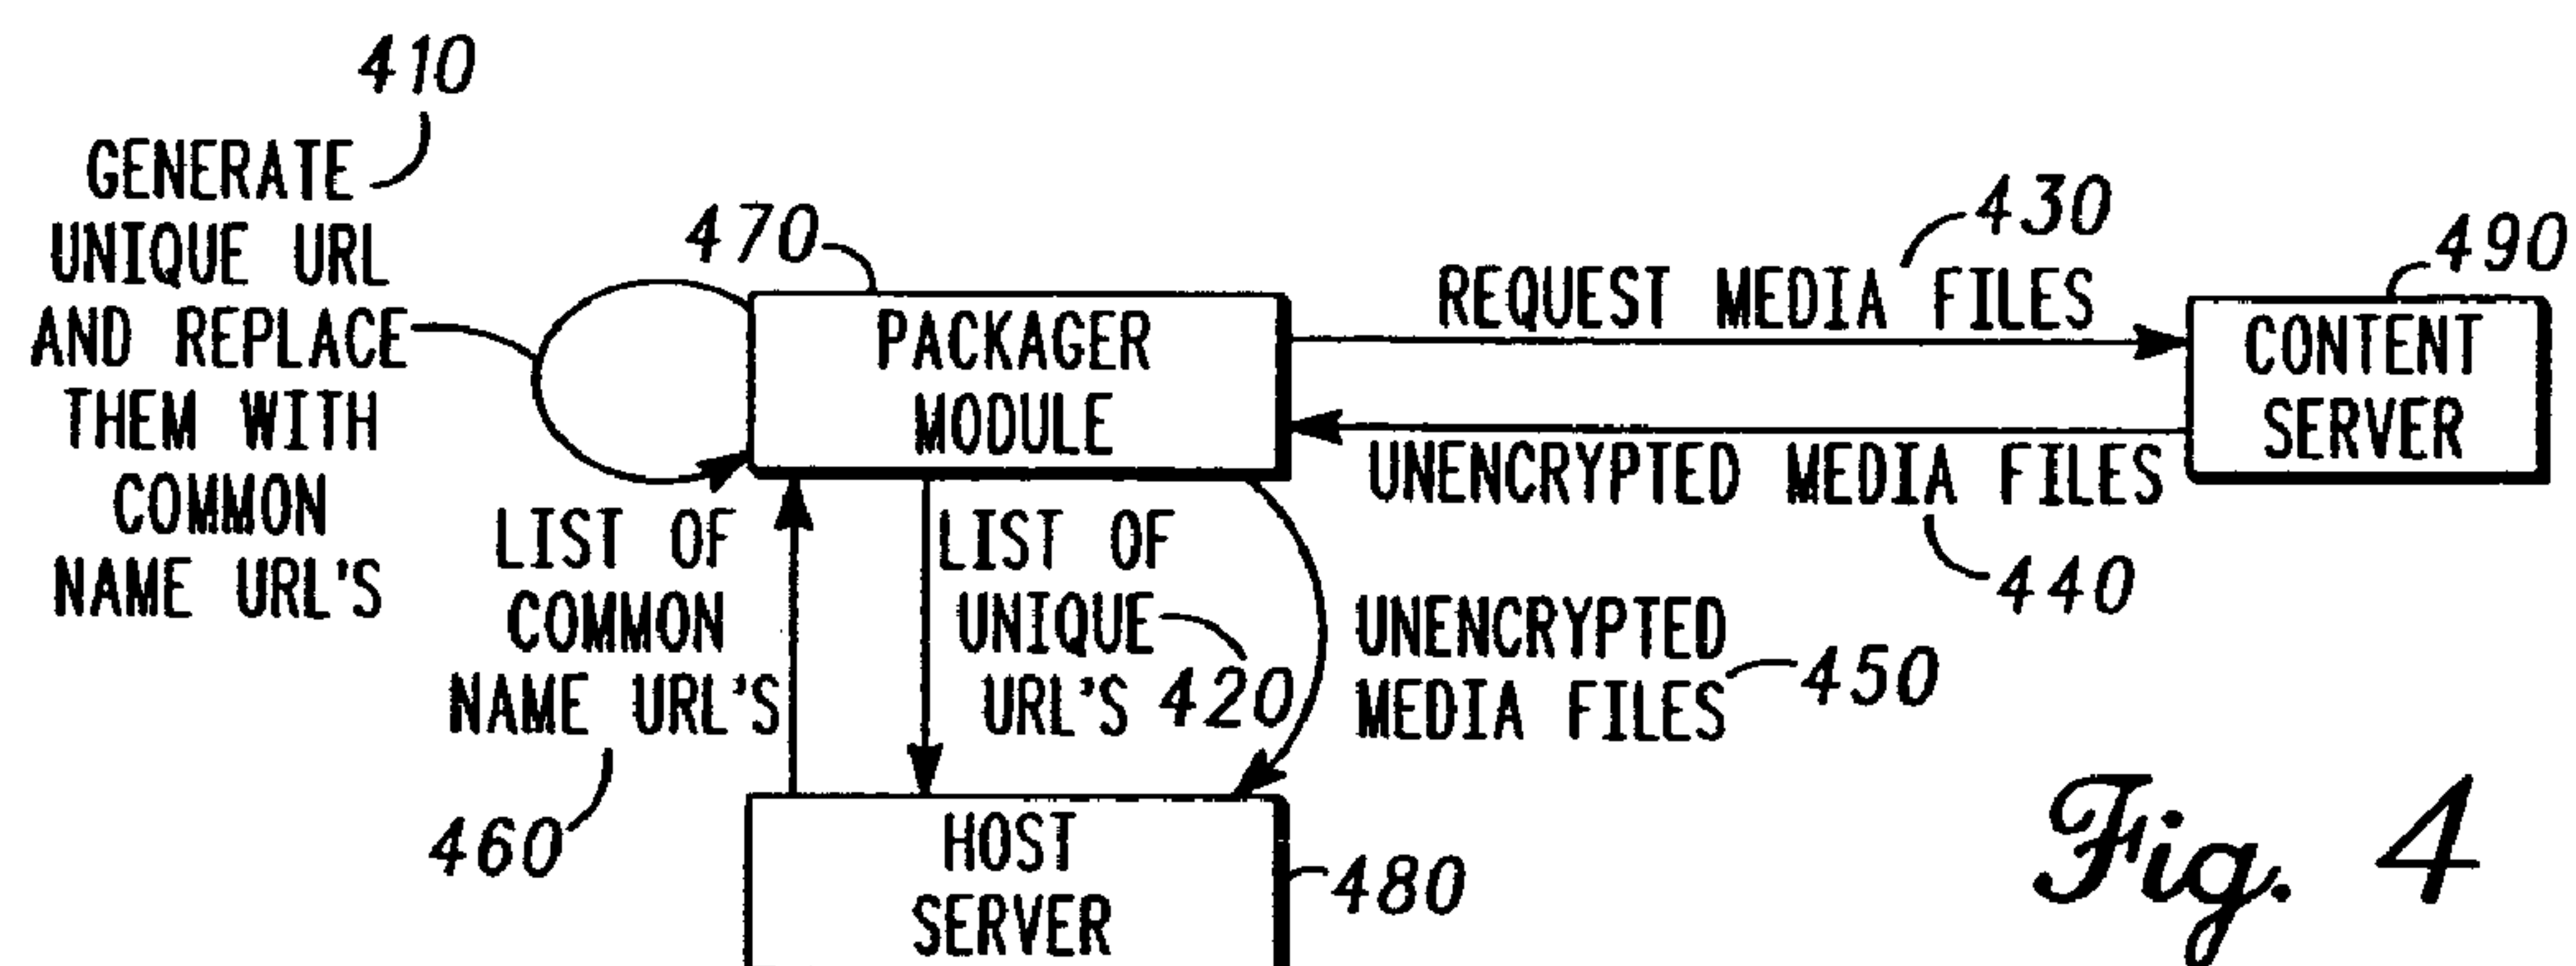 410
GENERATE
UNIQUE URL
AND REPLACE
THEM WITH
COMMON
NAME URL'S
470
PACKAGER
MODULE
430
REQUEST MEDIA FILES
490
CONTENT
SERVER
UNENCRYPTED MEDIA FILES
440
LIST OF
COMMON
NAME URL'S
460
LIST OF
UNIQUE
URL'S 420
UNENCRYPTED
MEDIA FILES
450
HOST
SERVER
480
Fig. 4